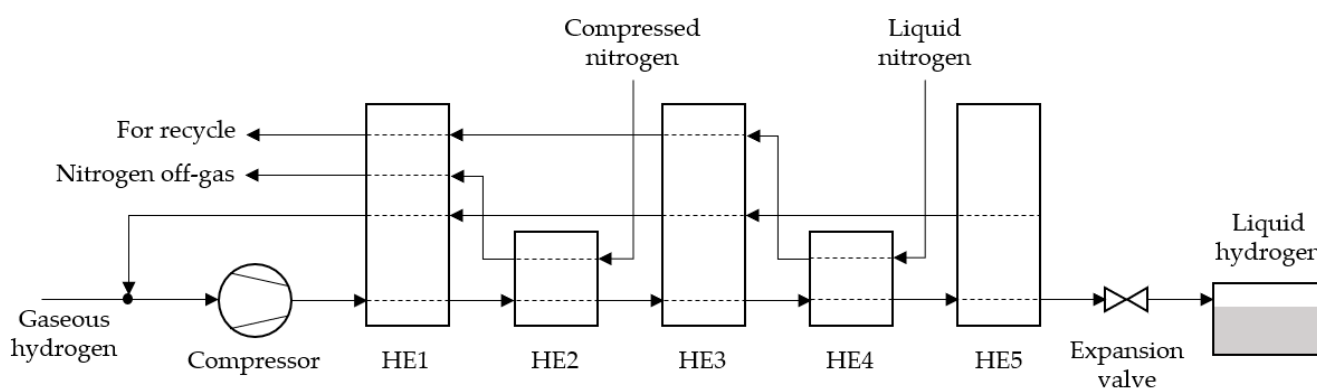 Compressed
nitrogen
Liquid
nitrogen
For recycle
Nitrogen off-gas
Liquid
hydrogen
Gaseous
hydrogen
Compressor
HE1
HE2
HE3
HE4
HE5
Expansion
valve